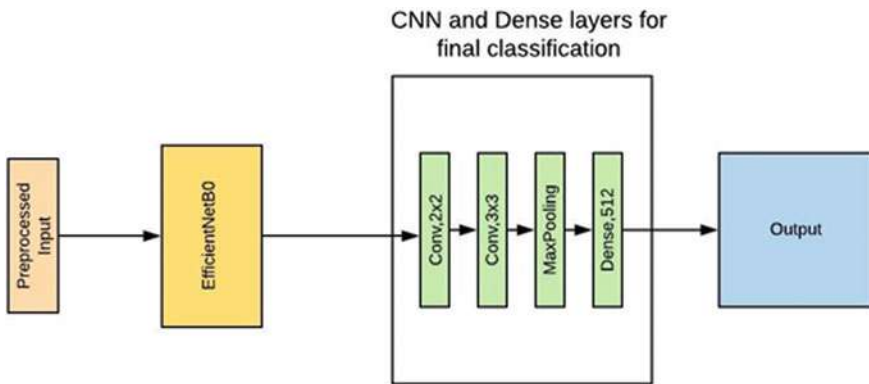 CNN and Dense layers for
final classification
Preprocessed
Input
EfficientNetB0
Conv,2x2
Conv,3x3
MaxPooling
Dense,512
Output